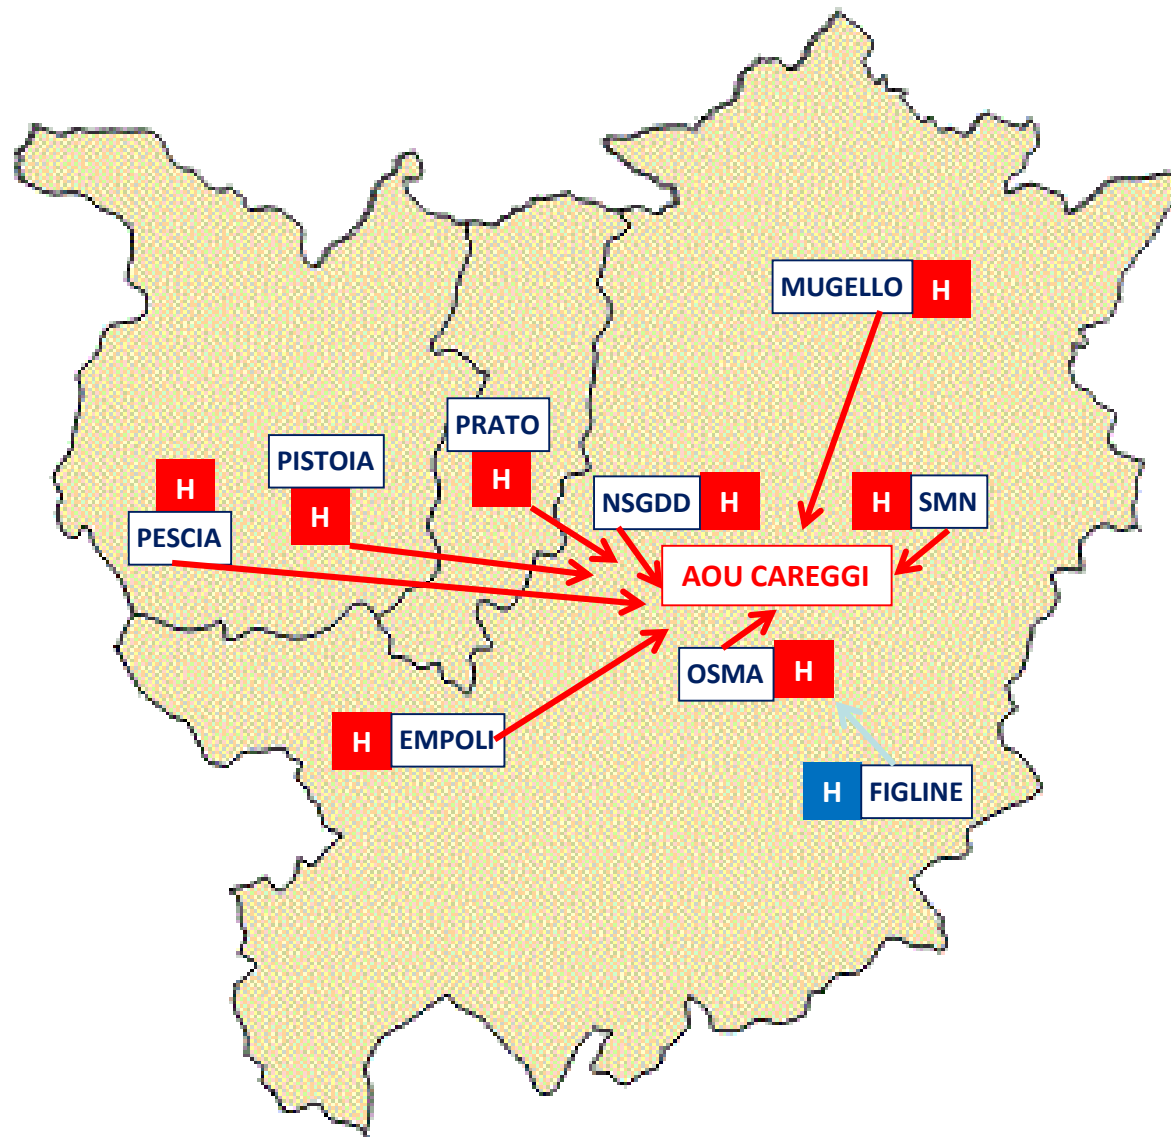 MUGELLO H
PRATO
H
PISTOIA
H
H
PESCIA
NSGDD H
H SMN
AOU CAREGGI
OSMA H
H EMPOLI
H FIGLINE